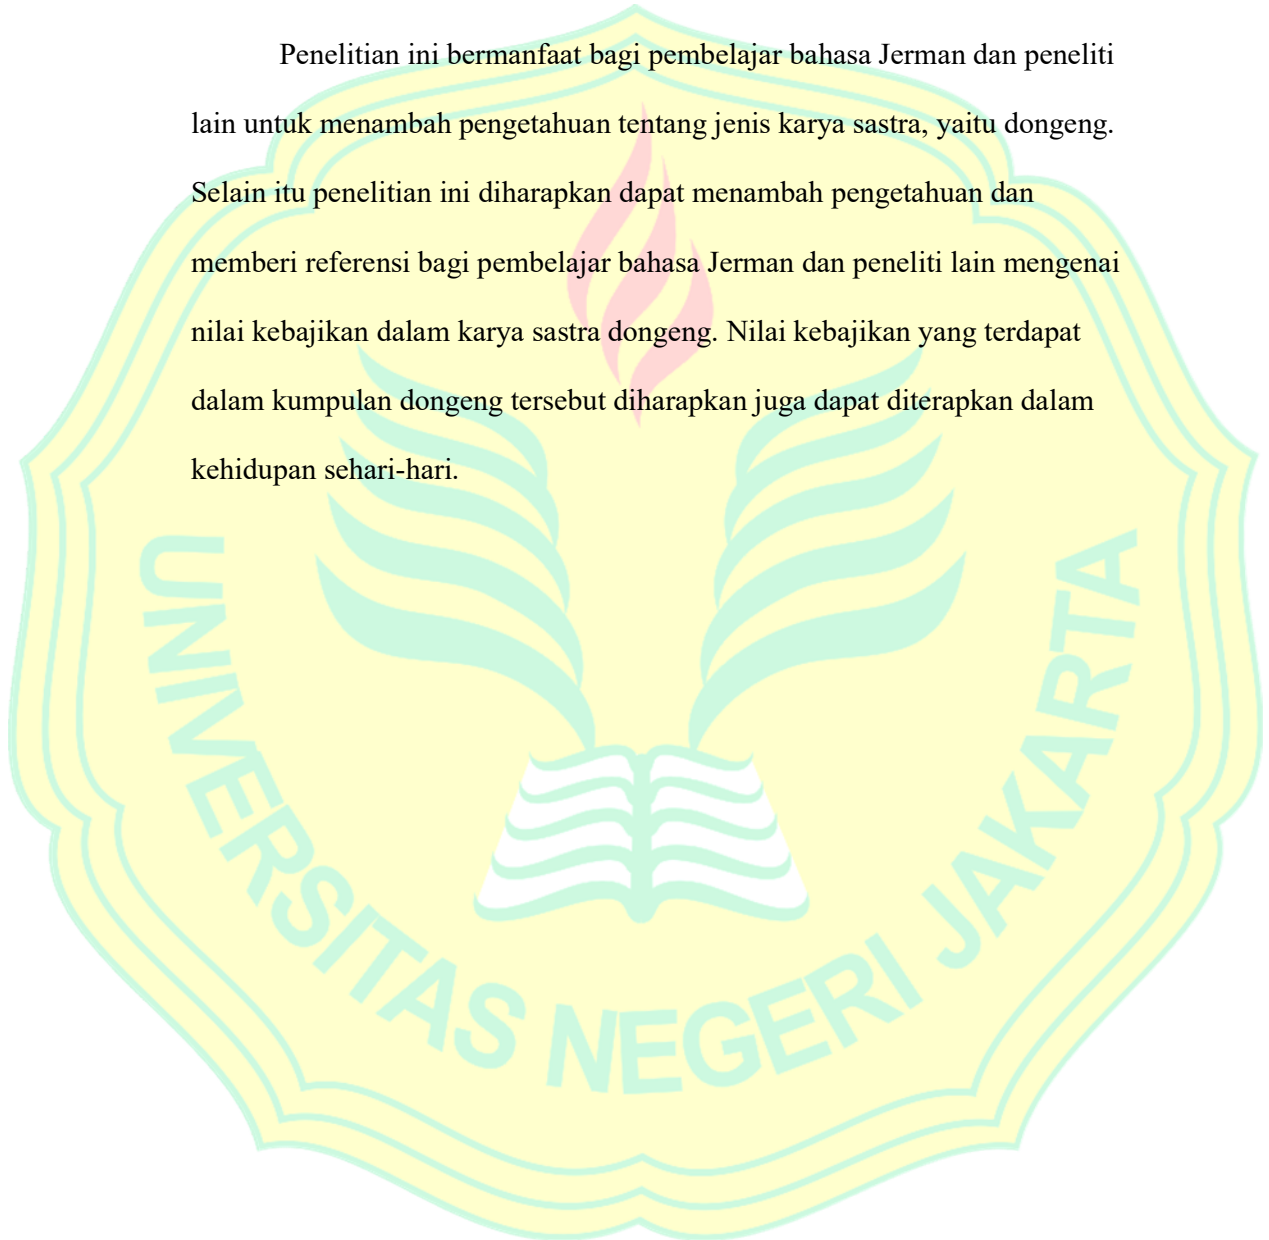 Penelitian ini bermanfaat bagi pembelajar bahasa Jerman dan peneliti
lain untuk menambah pengetahuan tentang jenis karya sastra, yaitu dongeng.
Selain itu penelitian ini diharapkan dapat menambah pengetahuan dan
memberi referensi bagi pembelajar bahasa Jerman dan peneliti lain mengenai
nilai kebajikan dalam karya sastra dongeng. Nilai kebajikan yang terdapat
dalam kumpulan dongeng tersebut diharapkan juga dapat diterapkan dalam
kehidupan sehari-hari.
UNIVERSITAS NEGERI JAKARTA